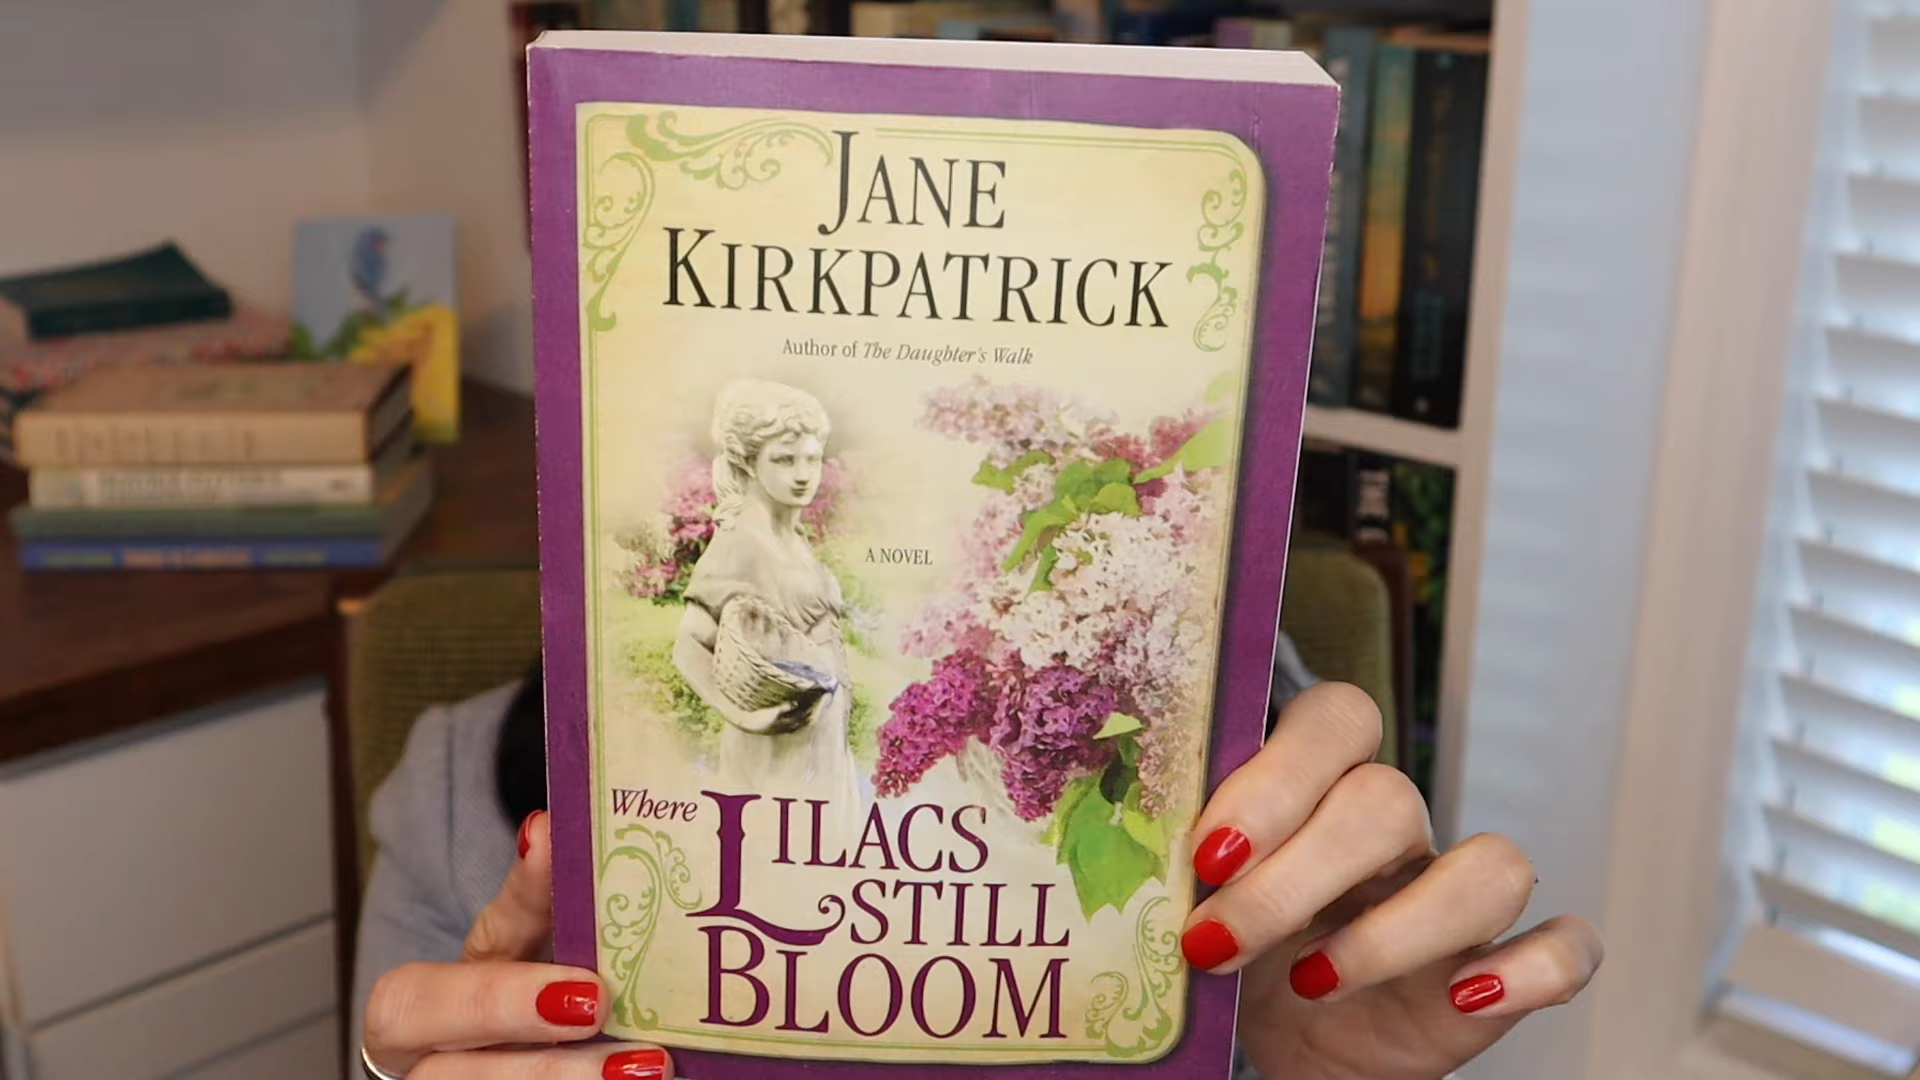 JANE
KIRKPATRICK
Author of The Daughter's Walk
A NOVEL
Where LILACS
STILL
BLOOM